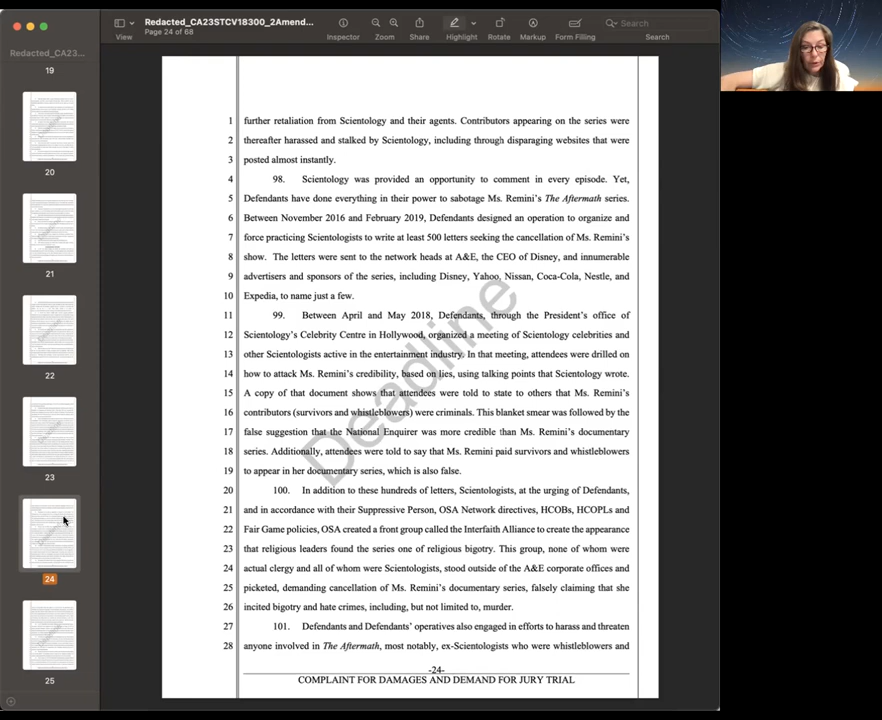 Redacted_CA23STCV18300_2Amend...
Page 24 of 68
View
Inspector
Zoom
Share
Highlight
Rotate
Markup
Form Filling
Search
Search
Redacted_CA23...
19
20
21
22
23
24
25
1 further retaliation from Scientology and their agents. Contributors appearing on the series were
2 thereafter harassed and stalked by Scientology, including through disparaging websites that were
3 posted almost instantly.
4 98. Scientology was provided an opportunity to comment in every episode. Yet,
5 Defendants have done everything in their power to sabotage Ms. Remini's The Aftermath series.
6 Between November 2016 and February 2019, Defendants designed an operation to organize and
7 force practicing Scientologists to write at least 500 letters seeking the cancellation of Ms. Remini's
8 show. The letters were sent to the network heads at A&E, the CEO of Disney, and innumerable
9 advertisers and sponsors of the series, including Disney, Yahoo, Nissan, Coca-Cola, Nestle, and
10 Expedia, to name just a few.
11 99. Between April and May 2018, Defendants, through the President's office of
12 Scientology's Celebrity Centre in Hollywood, organized a meeting of Scientology celebrities and
13 other Scientologists active in the entertainment industry. In that meeting, attendees were drilled on
14 how to attack Ms. Remini's credibility, based on lies, using talking points that Scientology wrote.
15 A copy of that document shows that attendees were told to state to others that Ms. Remini's
16 contributors (survivors and whistleblowers) were criminals. This blanket smear was followed by the
17 false suggestion that the National Enquirer was more credible than Ms. Remini's documentary
18 series. Additionally, attendees were told to say that Ms. Remini paid survivors and whistleblowers
19 to appear in her documentary series, which is also false.
20 100. In addition to these hundreds of letters, Scientologists, at the urging of Defendants,
21 and in accordance with their Suppressive Person, OSA Network directives, HCOBs, HCOPLs and
22 Fair Game policies, OSA created a front group called the Interfaith Alliance to create the appearance
23 that religious leaders found the series one of religious bigotry. This group, none of whom were
24 actual clergy and all of whom were Scientologists, stood outside of the A&E corporate offices and
25 picketed, demanding cancellation of Ms. Remini's documentary series, falsely claiming that she
26 incited bigotry and hate crimes, including, but not limited to, murder.
27 101. Defendants and Defendants' operatives also engaged in efforts to harass and threaten
28 anyone involved in The Aftermath, most notably, ex-Scientologists who were whistleblowers and
-24-
COMPLAINT FOR DAMAGES AND DEMAND FOR JURY TRIAL
Deadline